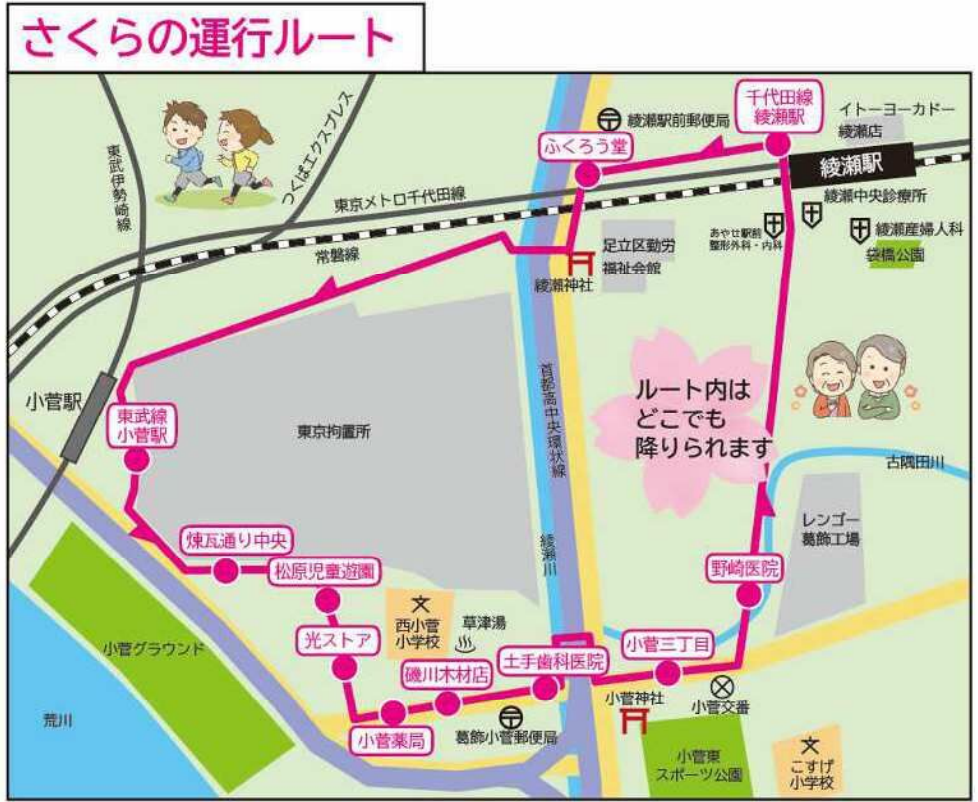 さくらの運行ルート
東武伊勢崎線
つくばエクスプレス
東京メトロ千代田線
常磐線
綾瀬駅前郵便局
千代田線
綾瀬駅
イトーヨーカドー
綾瀬店
ふくろう堂
綾瀬駅
綾瀬中央診療所
あやせ駅前
整形外科・内科
綾瀬産婦人科
袋橋公園
足立区勤労
福祉会館
綾瀬神社
小菅駅
東武線
小菅駅
東京拘置所
首都高中央環状線
綾瀬川
ルート内は
どこでも
降りられます
古隅田川
レンゴー
葛飾工場
煉瓦通り中央
松原児童遊園
野崎医院
小菅グラウンド
荒川
光ストア
文
西小菅
小学校
草津湯
磯川木材店
土手歯科医院
小菅三丁目
小菅薬局
葛飾小菅郵便局
小菅神社
小菅交番
小菅東
スポーツ公園
文
こすげ
小学校